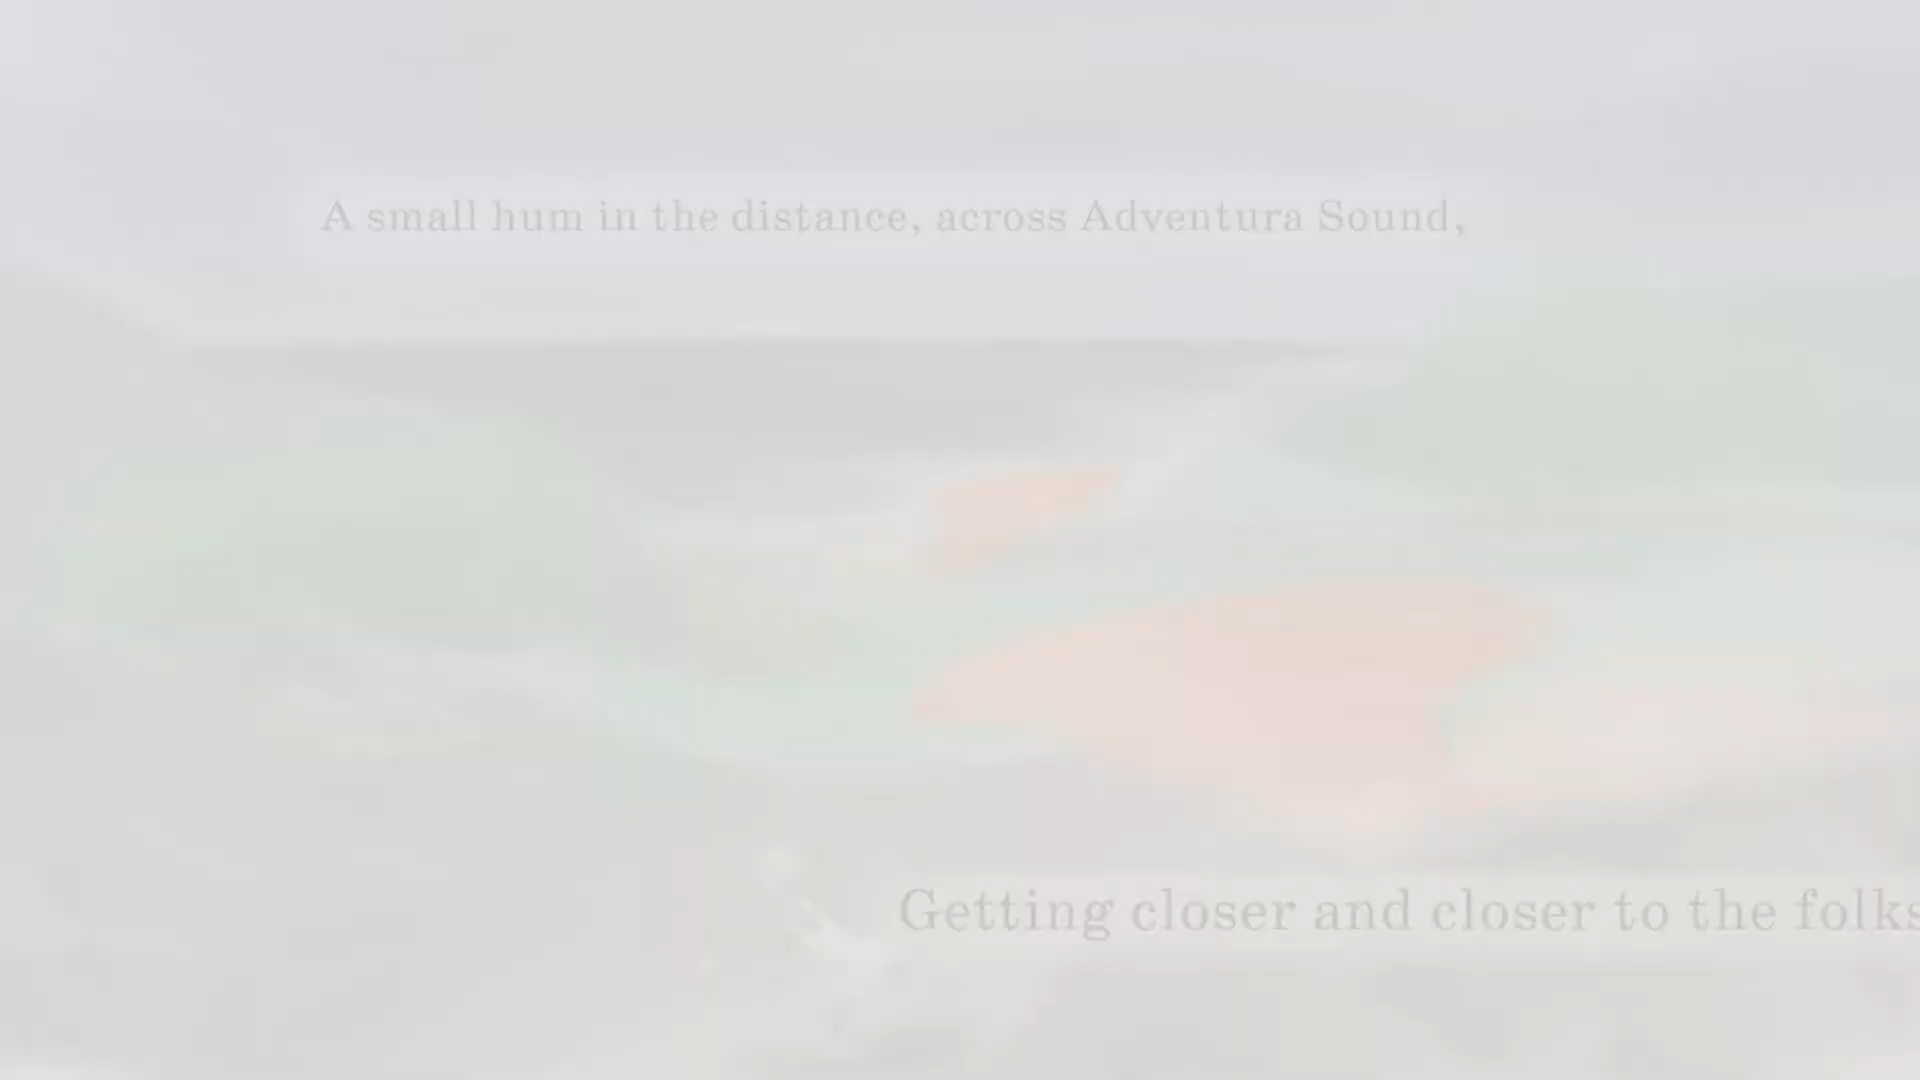 A small hum in the distance, across Adventura Sound,
Getting closer and closer to the folks